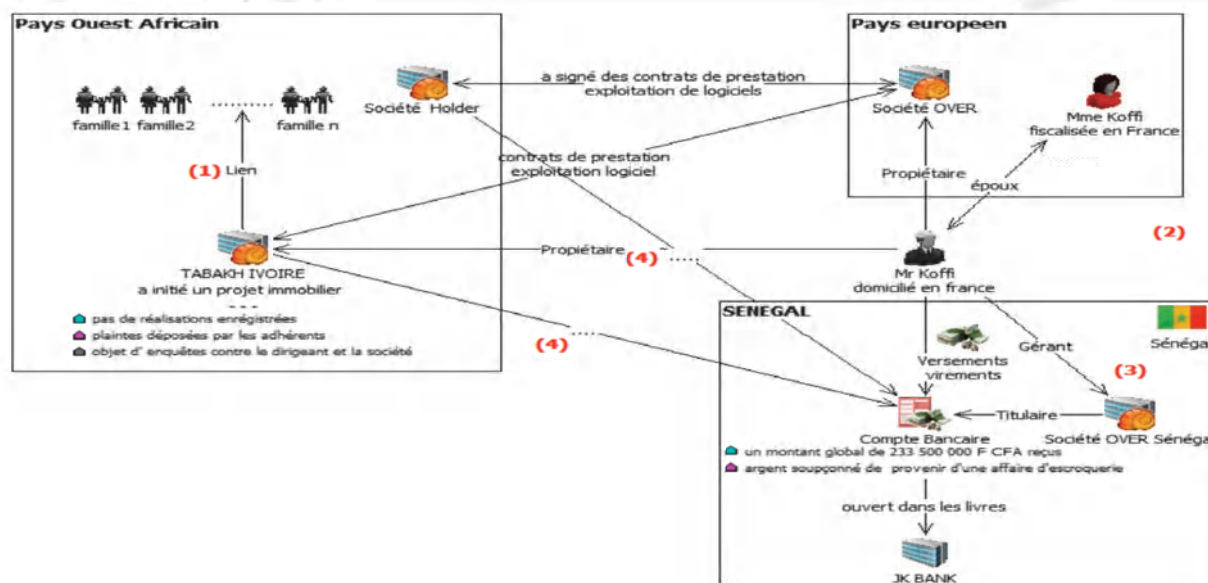 Pays Ouest Africain
famille1
famille2
famille n
Société Holder
(1) Lien
TABAKH IVOIRE
a initié un projet immobilier
pas de réalisations enrégistrées
plaintes déposées par les adhérents
objet d' enquêtes contre le dirigeant et la société
a signé des contrats de prestation
exploitation de logiciels
contrats de prestation
exploitation logiciel
Propiétaire
(4)
(4)
Pays europeen
Société OVER
Mme Koffi
fiscalisée en France
Propiétaire
époux
(2)
Mr Koffi
domicilié en france
SENEGAL
Sénéga
Versements
virements
Gérant
(3)
Compte Bancaire
Titulaire
Société OVER Sénéga
un montant global de 233 500 000 F CFA reçus
argent soupçonné de provenir d'une affaire d'escroquerie
ouvert dans les livres
JK BANK